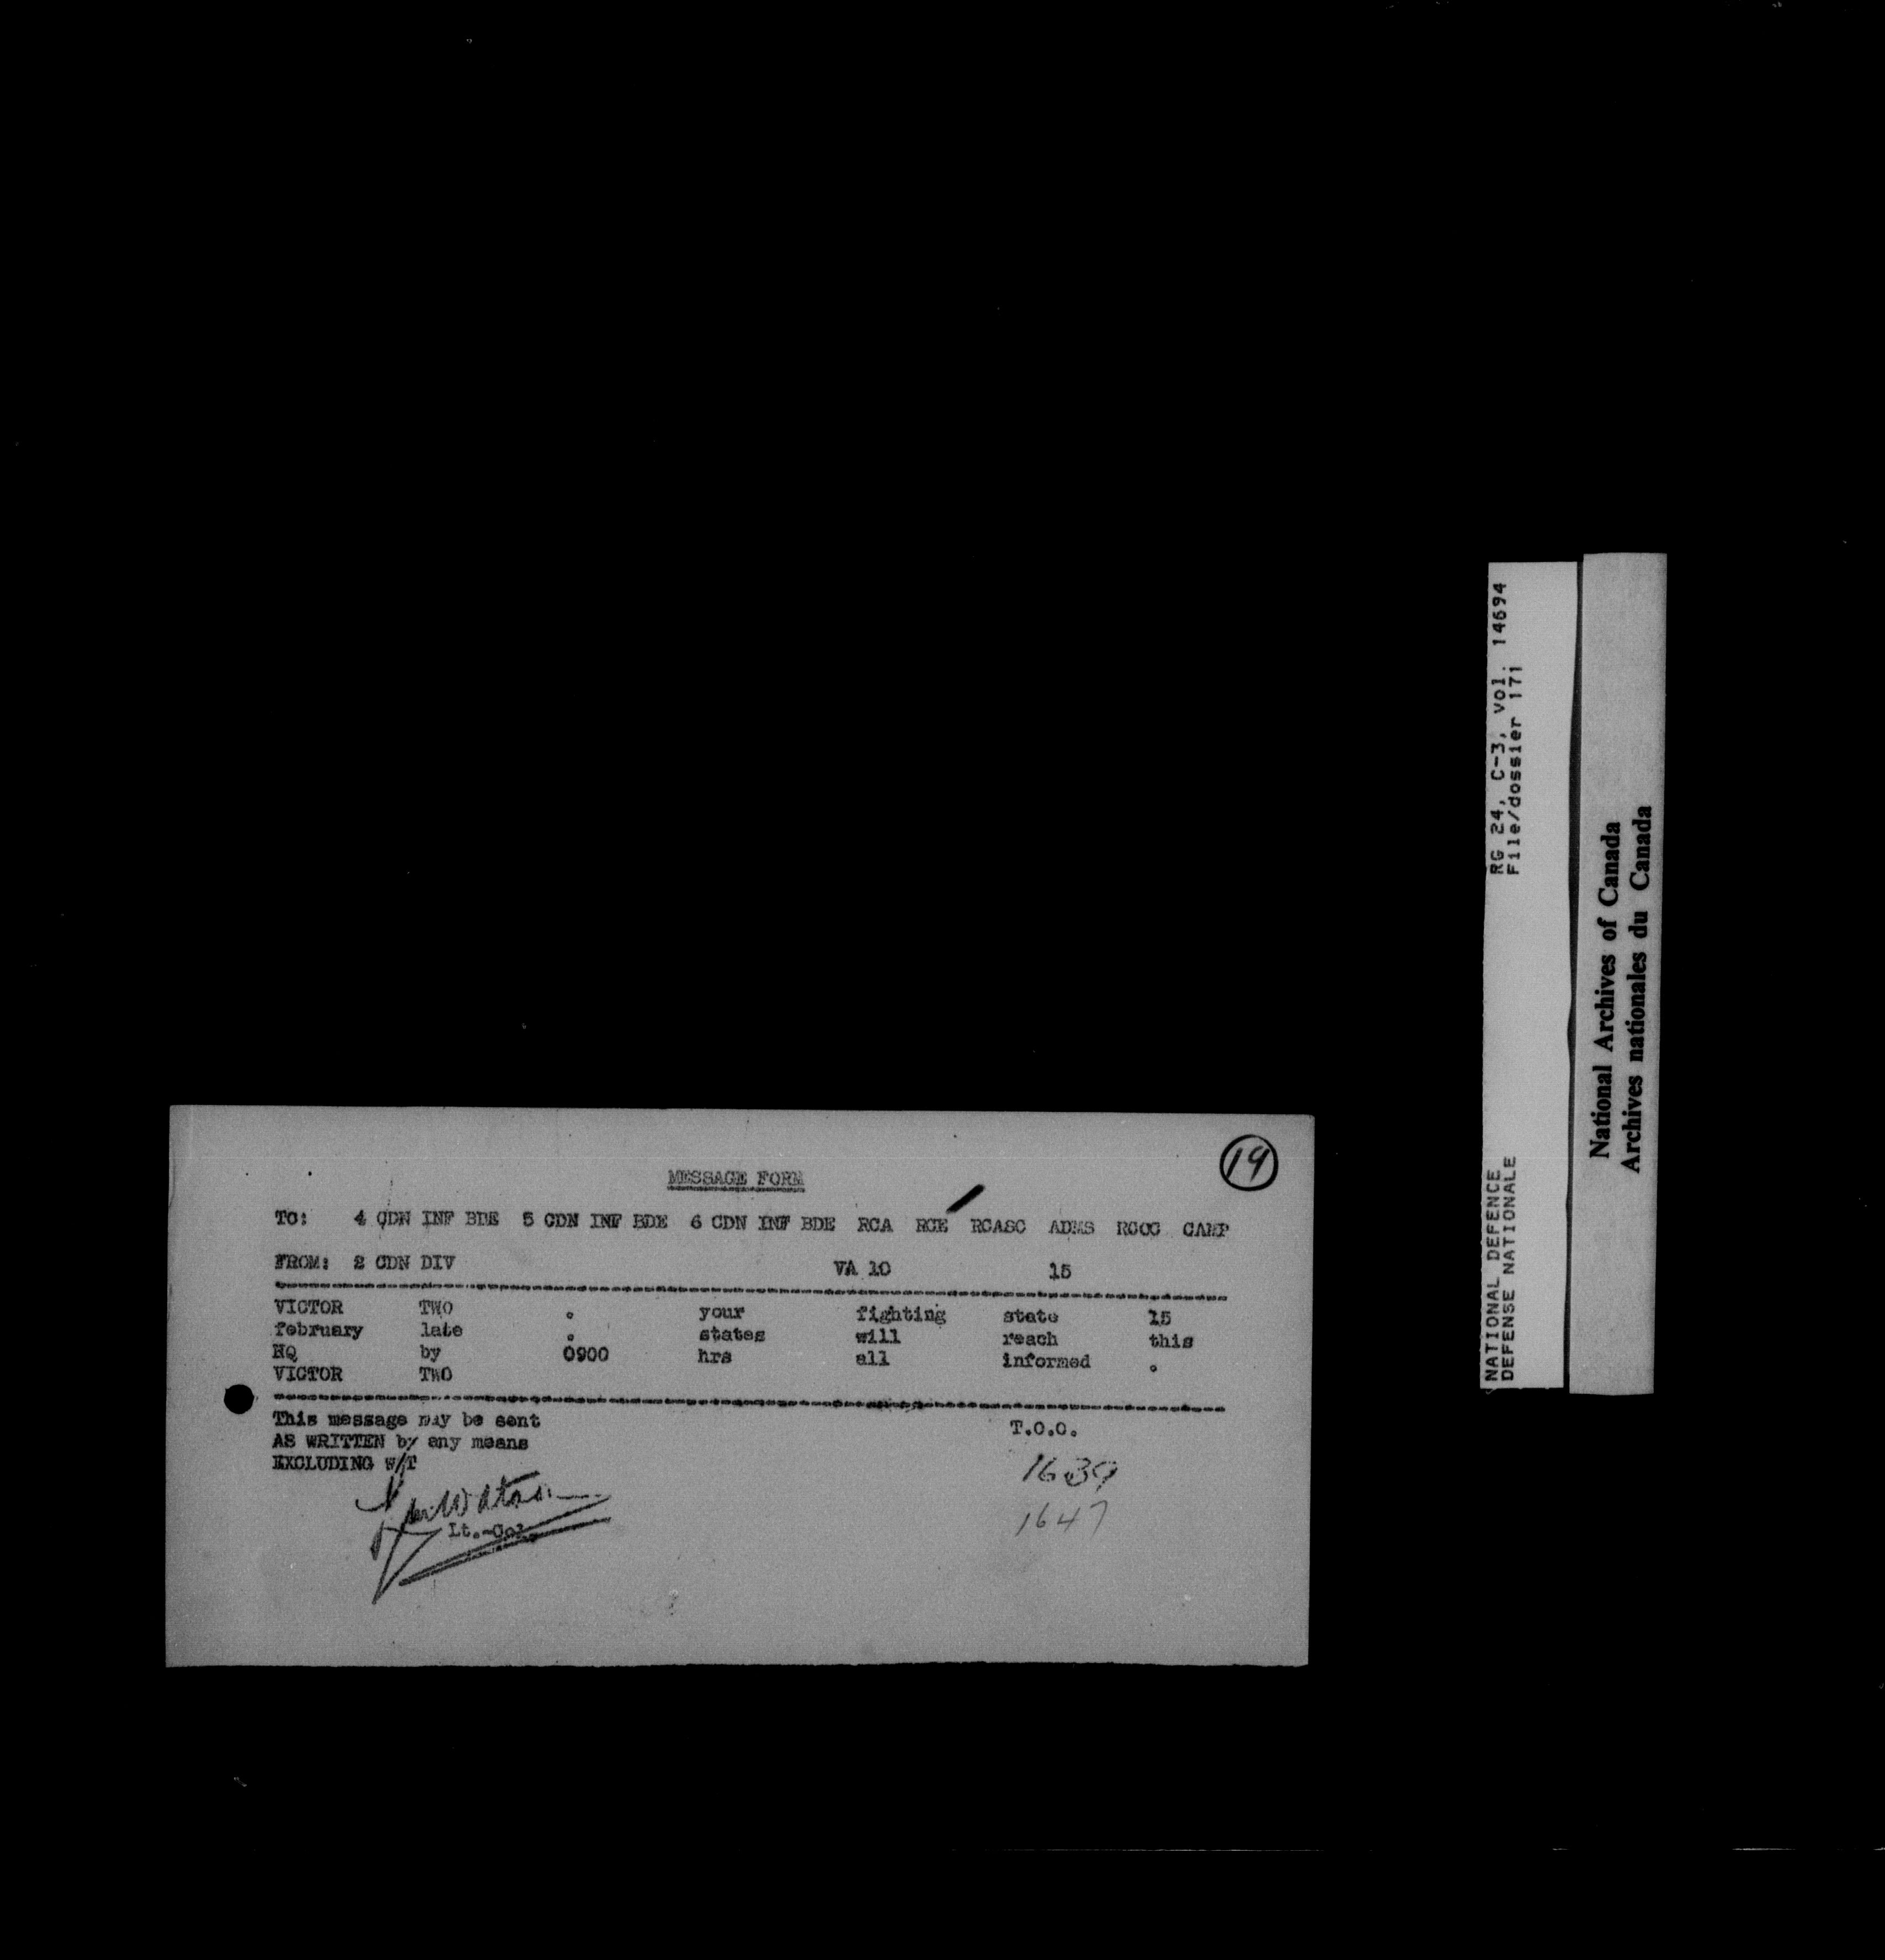 19
MESSAGE FORM
TO: 4 CDN INF BDE 5 CDN INF BDE 6 CDN INF BDE RCA RCE RCASC ADMS RCOC
FROM: 2 CDN DIV VA 10 15
VICTOR TWO . your fighting state 15
february late . states will reach this
HQ by 0900 hrs all informed .
VICTOR TWO
This message may be sent
AS WRITTEN by any means
EXCLUDING W/T
T.O.O.
1639
1647
Lt.-Col.
RG 24, C-3, vol. 14694
File/dossier 171
NATIONAL DEFENCE
DEFENSE NATIONALE
National Archives of Canada
Archives nationales du Canada